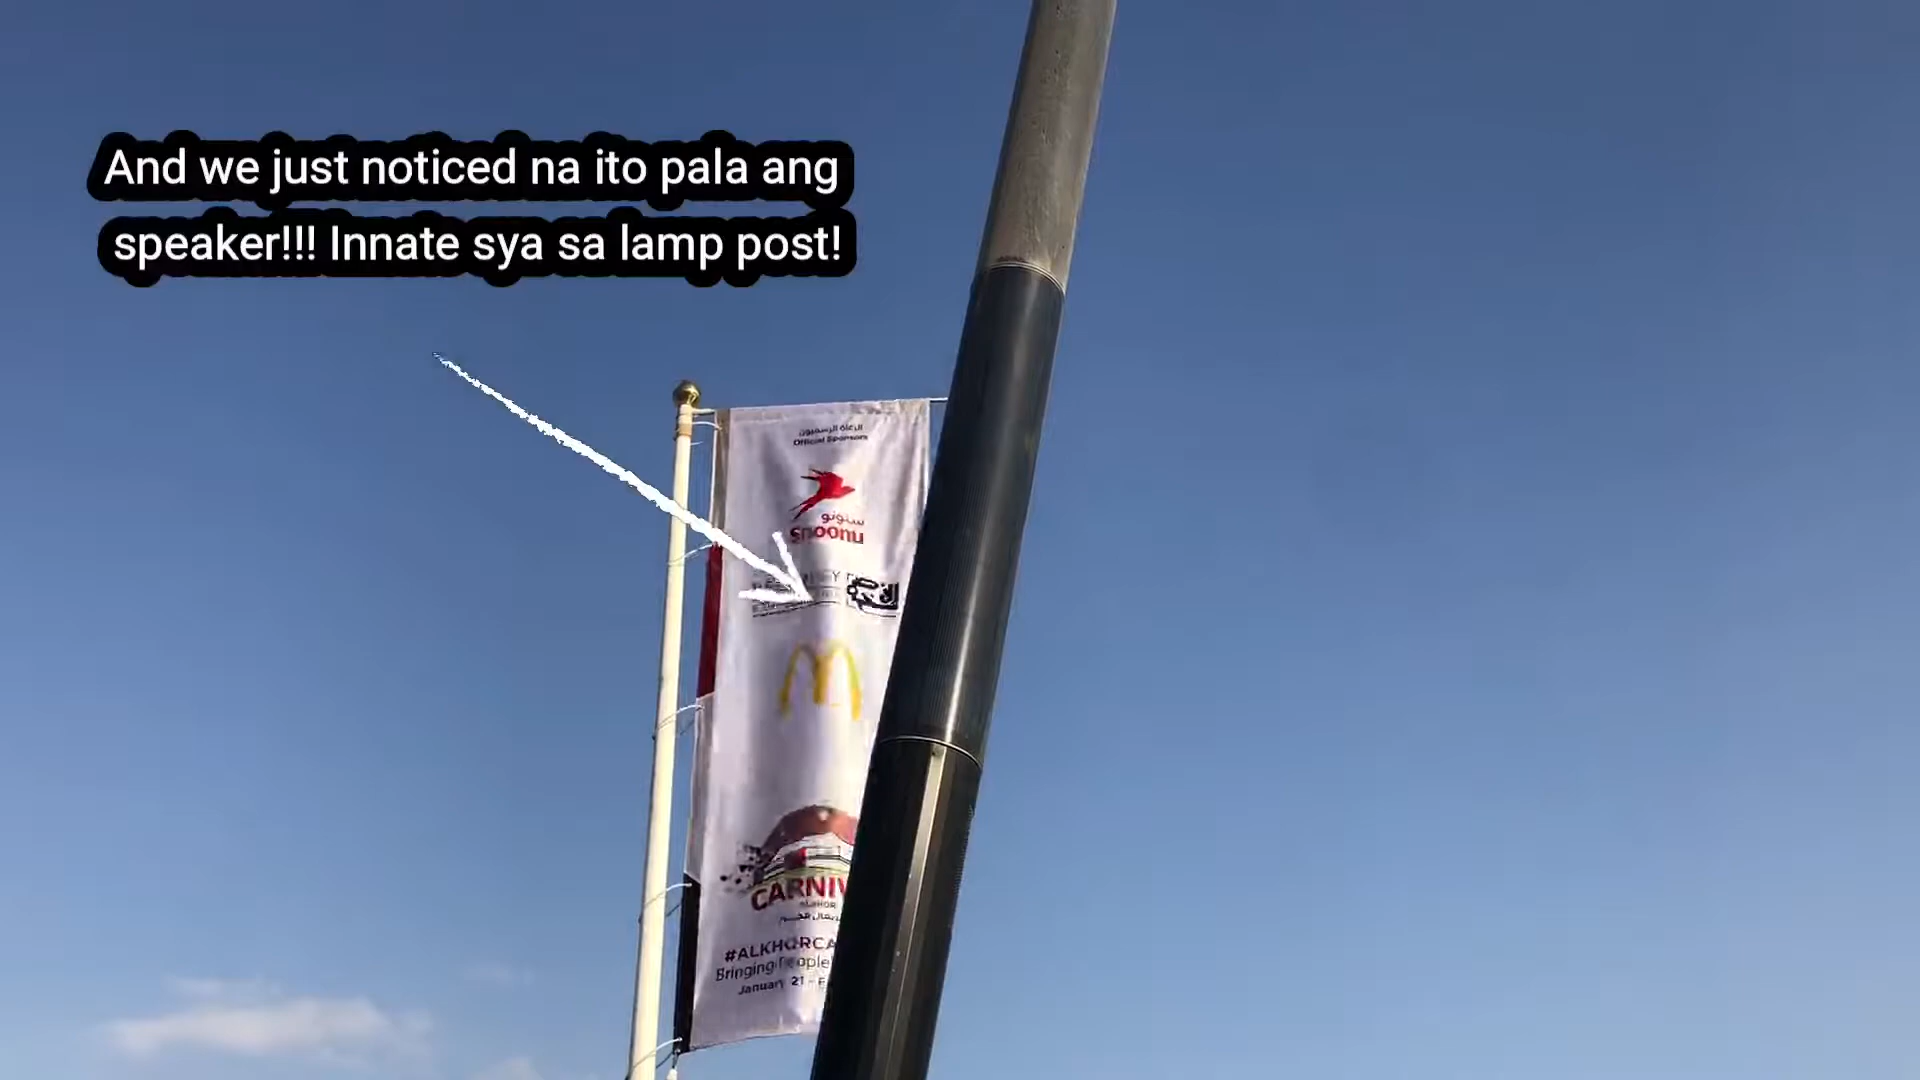 And we just noticed na ito pala ang
speaker!!! Innate sya sa lamp post!
الرعاة الرسميون
Official Sponsors
سنونو
snoonu
CARNIV
#ALKHORCA
Bringing People
January 21 - F